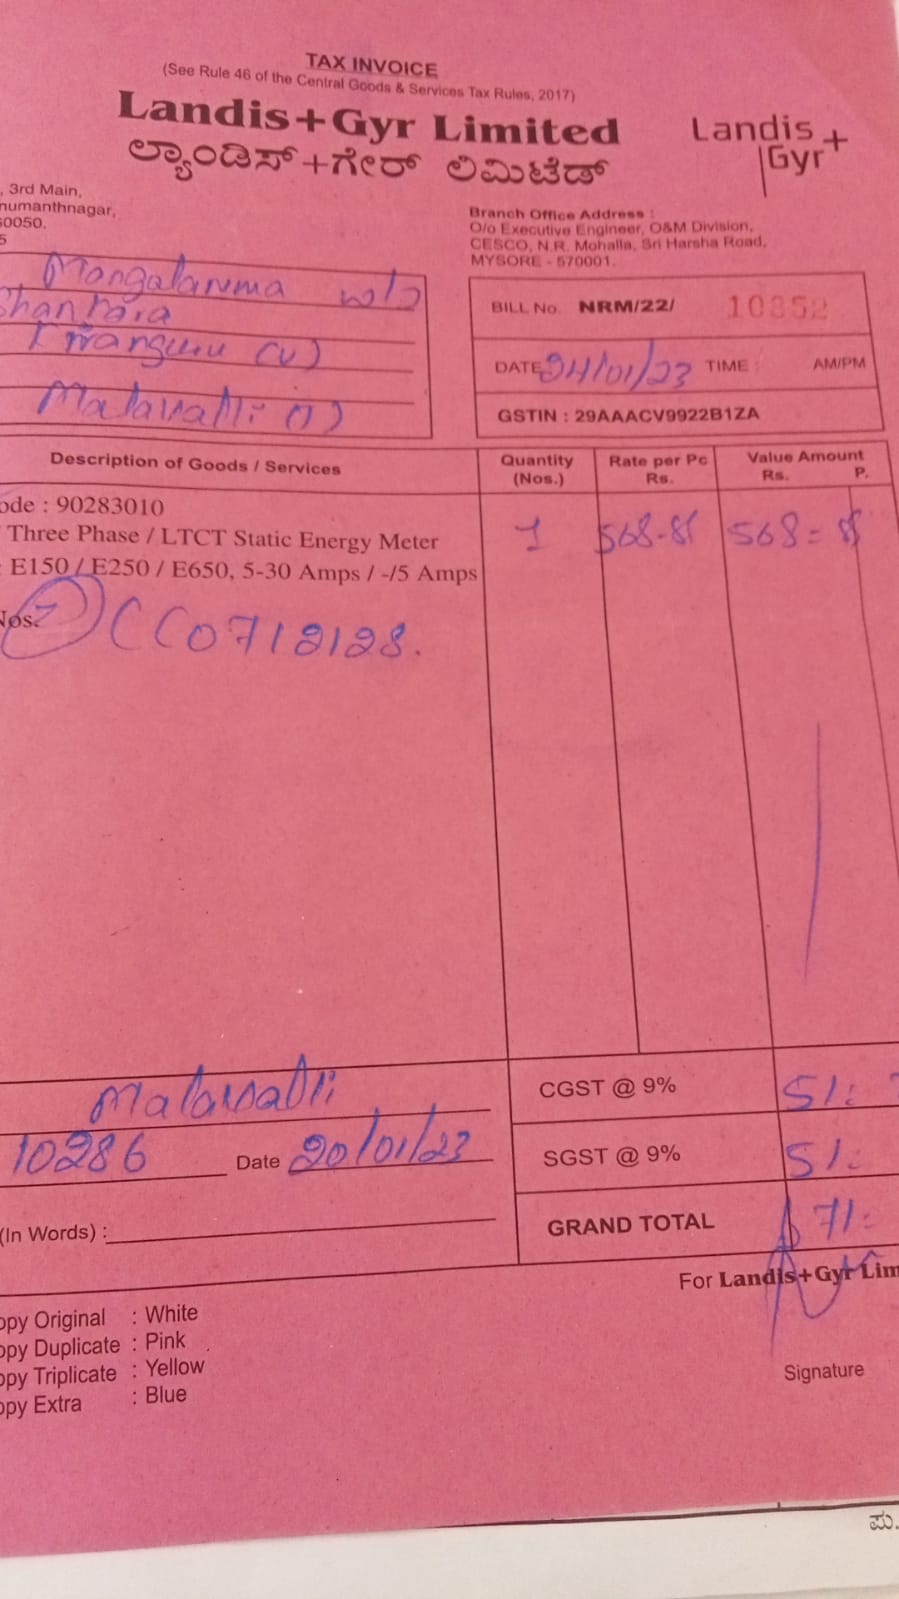 TAX INVOICE
(See Rule 46 of the Central Goods & Services Tax Rules, 2017)
Landis+Gyr Limited
ಲ್ಯಾಂಡಿಸ್+ಗೇರ್ ಲಿಮಿಟೆಡ್
Landis+
Gyr
, 3rd Main,
numanthnagar,
60050.
5
Branch Office Address :
O/o Executive Engineer, O&M Division,
CESCO, N.R. Mohalla, Sri Harsha Road,
MYSORE - 570001.
w/o
Malavalli (T)
BILL No. NRM/22/ 10352
DATE 24/01/23 TIME : AM/PM
GSTIN : 29AAACV9922B1ZA
Description of Goods / Services
Quantity
(Nos.)
Rate per Pc
Rs.
Value Amount
Rs. P.
ode : 90283010
Three Phase / LTCT Static Energy Meter
1 568-81 568=
: E150 / E250 / E650, 5-30 Amps / -/5 Amps
Nos.
CC0712128.
Malavalli
10286 Date 20/01/23
CGST @ 9% 51:
SGST @ 9% 51:
(In Words) :
GRAND TOTAL 71:
For Landis+Gyr Lim
opy Original : White
opy Duplicate : Pink
opy Triplicate : Yellow
opy Extra : Blue
Signature